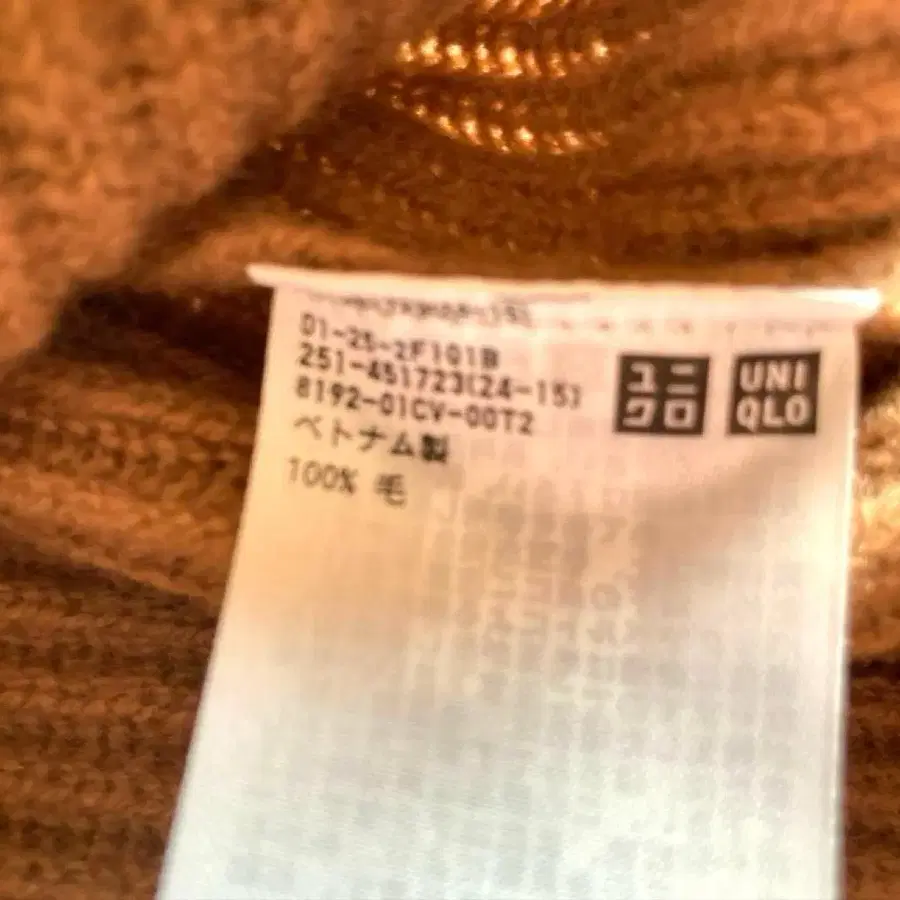 01-25-2F101B
251-451723(24-15)
8192-01CV-00T2
ベトナム製
100% 毛
ユニ
クロ
UNI
QLO